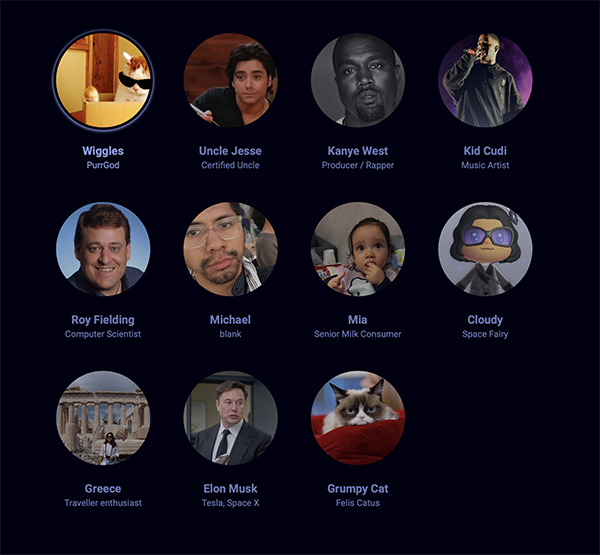 Wiggles
PurrGod
Uncle Jesse
Certified Uncle
Kanye West
Producer / Rapper
Kid Cudi
Music Artist
Roy Fielding
Computer Scientist
Michael
blank
Mia
Senior Milk Consumer
Cloudy
Space Fairy
Greece
Traveller enthusiast
Elon Musk
Tesla, Space X
Grumpy Cat
Felis Catus